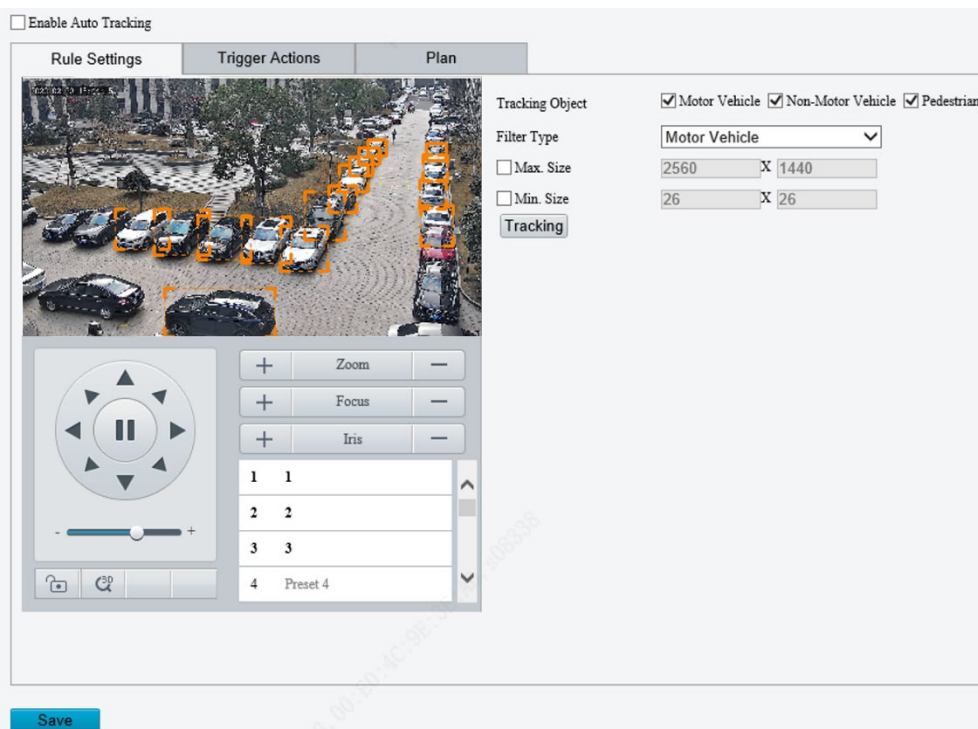 Enable Auto Tracking
Rule Settings Trigger Actions Plan
Tracking Object Motor Vehicle Non-Motor Vehicle Pedestrian
Filter Type Motor Vehicle
Max. Size 2560 X 1440
Min. Size 26 X 26
Tracking
+ Zoom —
+ Focus —
+ Iris —
1 1
2 2
3 3
4 Preset 4
- +
3D
Save